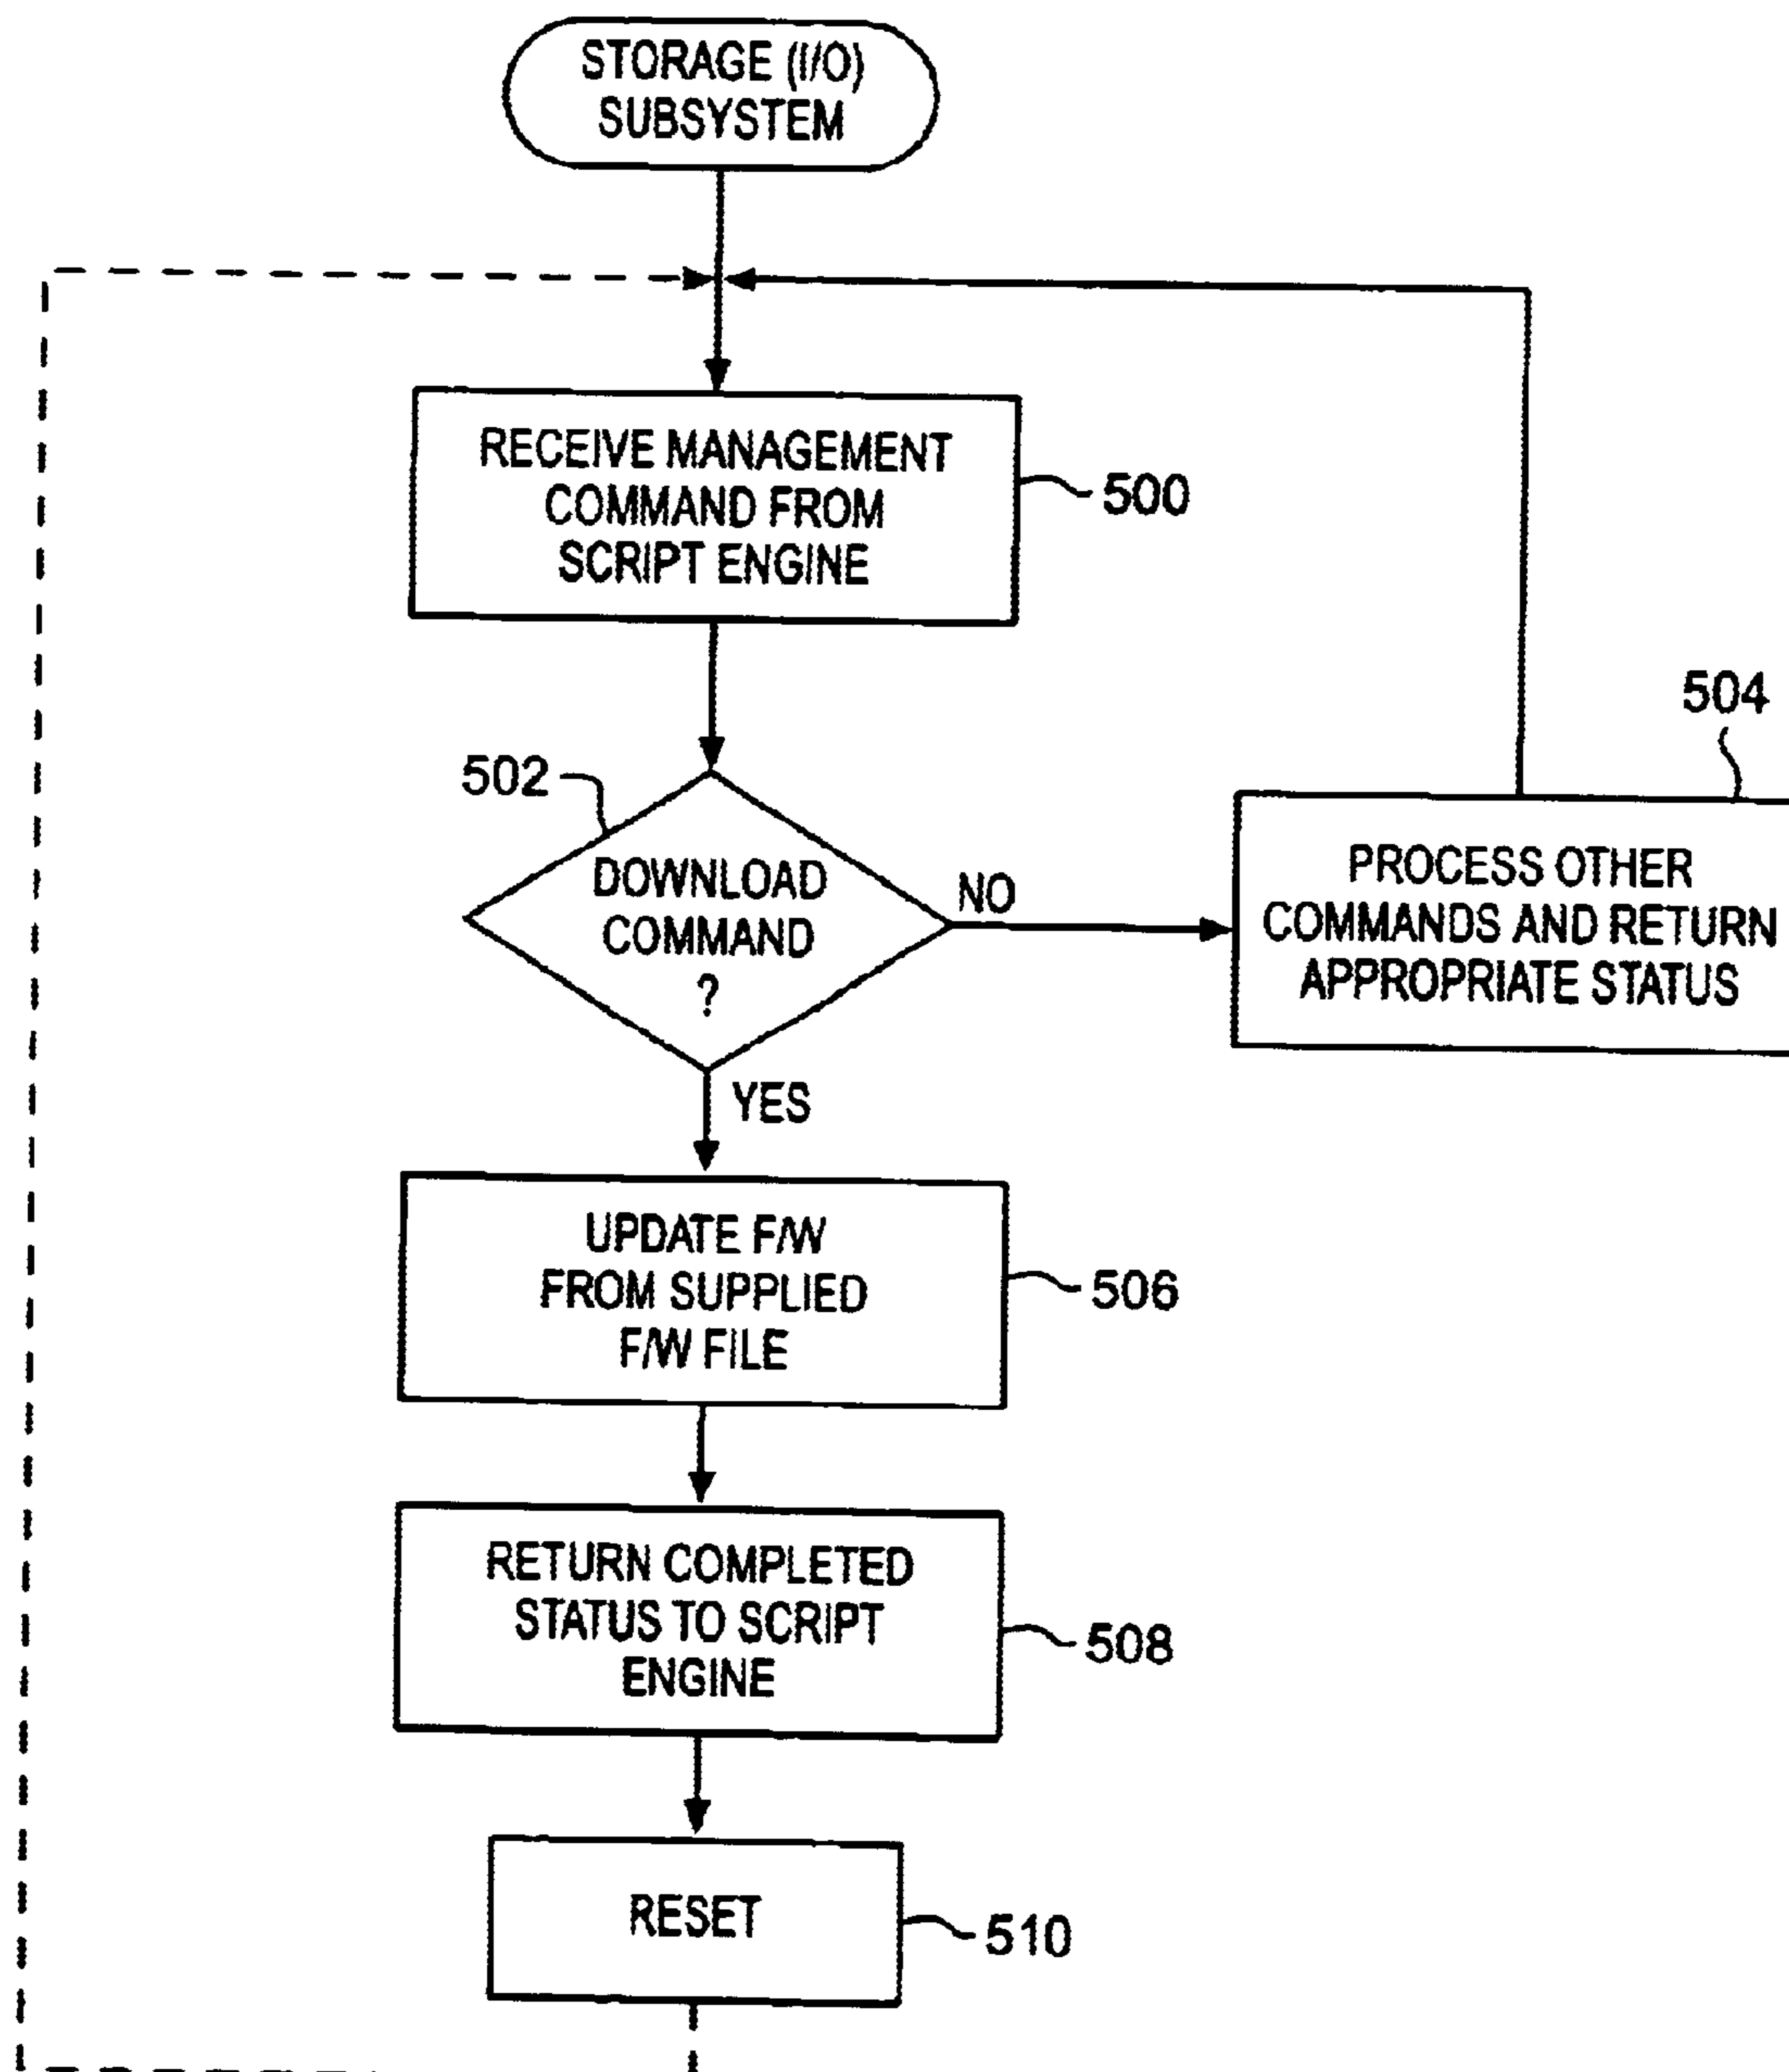 STORAGE (I/O)
SUBSYSTEM
RECEIVE MANAGEMENT
COMMAND FROM
SCRIPT ENGINE
500
502
DOWNLOAD
COMMAND
?
NO
504
PROCESS OTHER
COMMANDS AND RETURN
APPROPRIATE STATUS
YES
UPDATE F/W
FROM SUPPLIED
F/W FILE
506
RETURN COMPLETED
STATUS TO SCRIPT
ENGINE
508
RESET
510